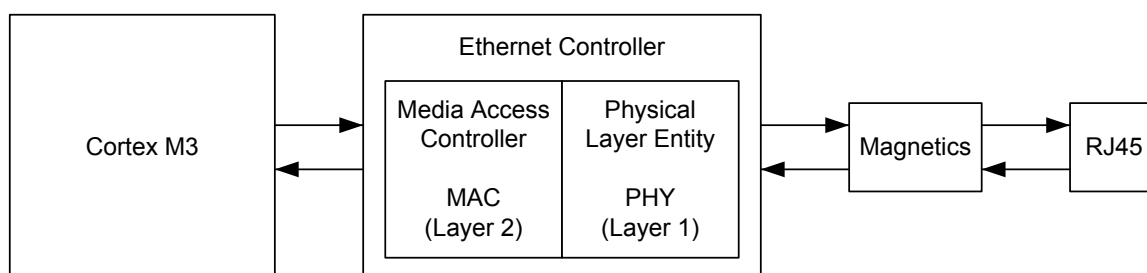 Cortex M3
Ethernet Controller
Media Access
Controller
MAC
(Layer 2)
Physical
Layer Entity
PHY
(Layer 1)
Magnetics
RJ45